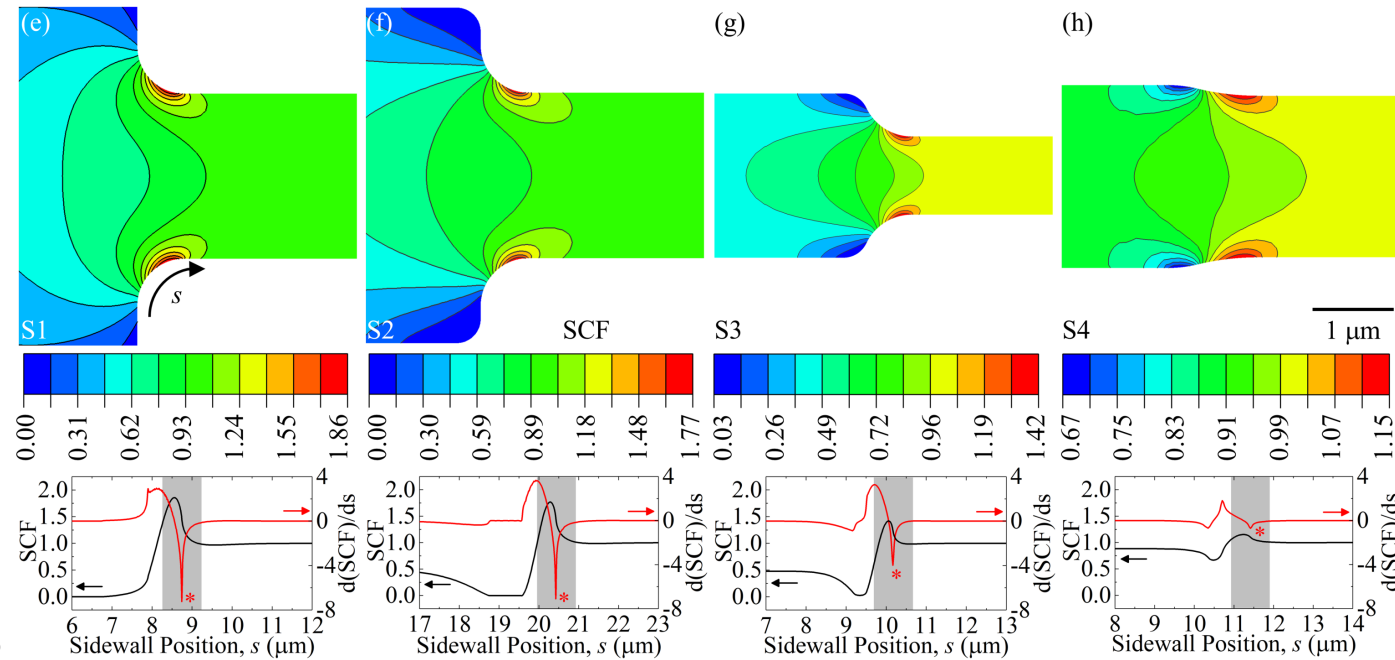 (e)
(f)
(g)
(h)
s
S1
S2
SCF
S3
S4
1 μm
0.00 0.31 0.62 0.93 1.24 1.55 1.86
0.00 0.30 0.59 0.89 1.18 1.48 1.77
0.03 0.26 0.49 0.72 0.96 1.19 1.42
0.67 0.75 0.83 0.91 0.99 1.07 1.15
SCF
2.0
1.5
1.0
0.5
0.0
*
6 7 8 9 10 11 12
Sidewall Position, s (μm)
4
0
-4
-8
d(SCF)/ds
SCF
2.0
1.5
1.0
0.5
0.0
*
17 18 19 20 21 22 23
Sidewall Position, s (μm)
4
0
-4
-8
d(SCF)/ds
SCF
2.0
1.5
1.0
0.5
0.0
*
7 8 9 10 11 12 13
Sidewall Position, s (μm)
4
0
-4
-8
d(SCF)/ds
SCF
2.0
1.5
1.0
0.5
0.0
*
8 9 10 11 12 13 14
Sidewall Position, s (μm)
4
0
-4
-8
d(SCF)/ds